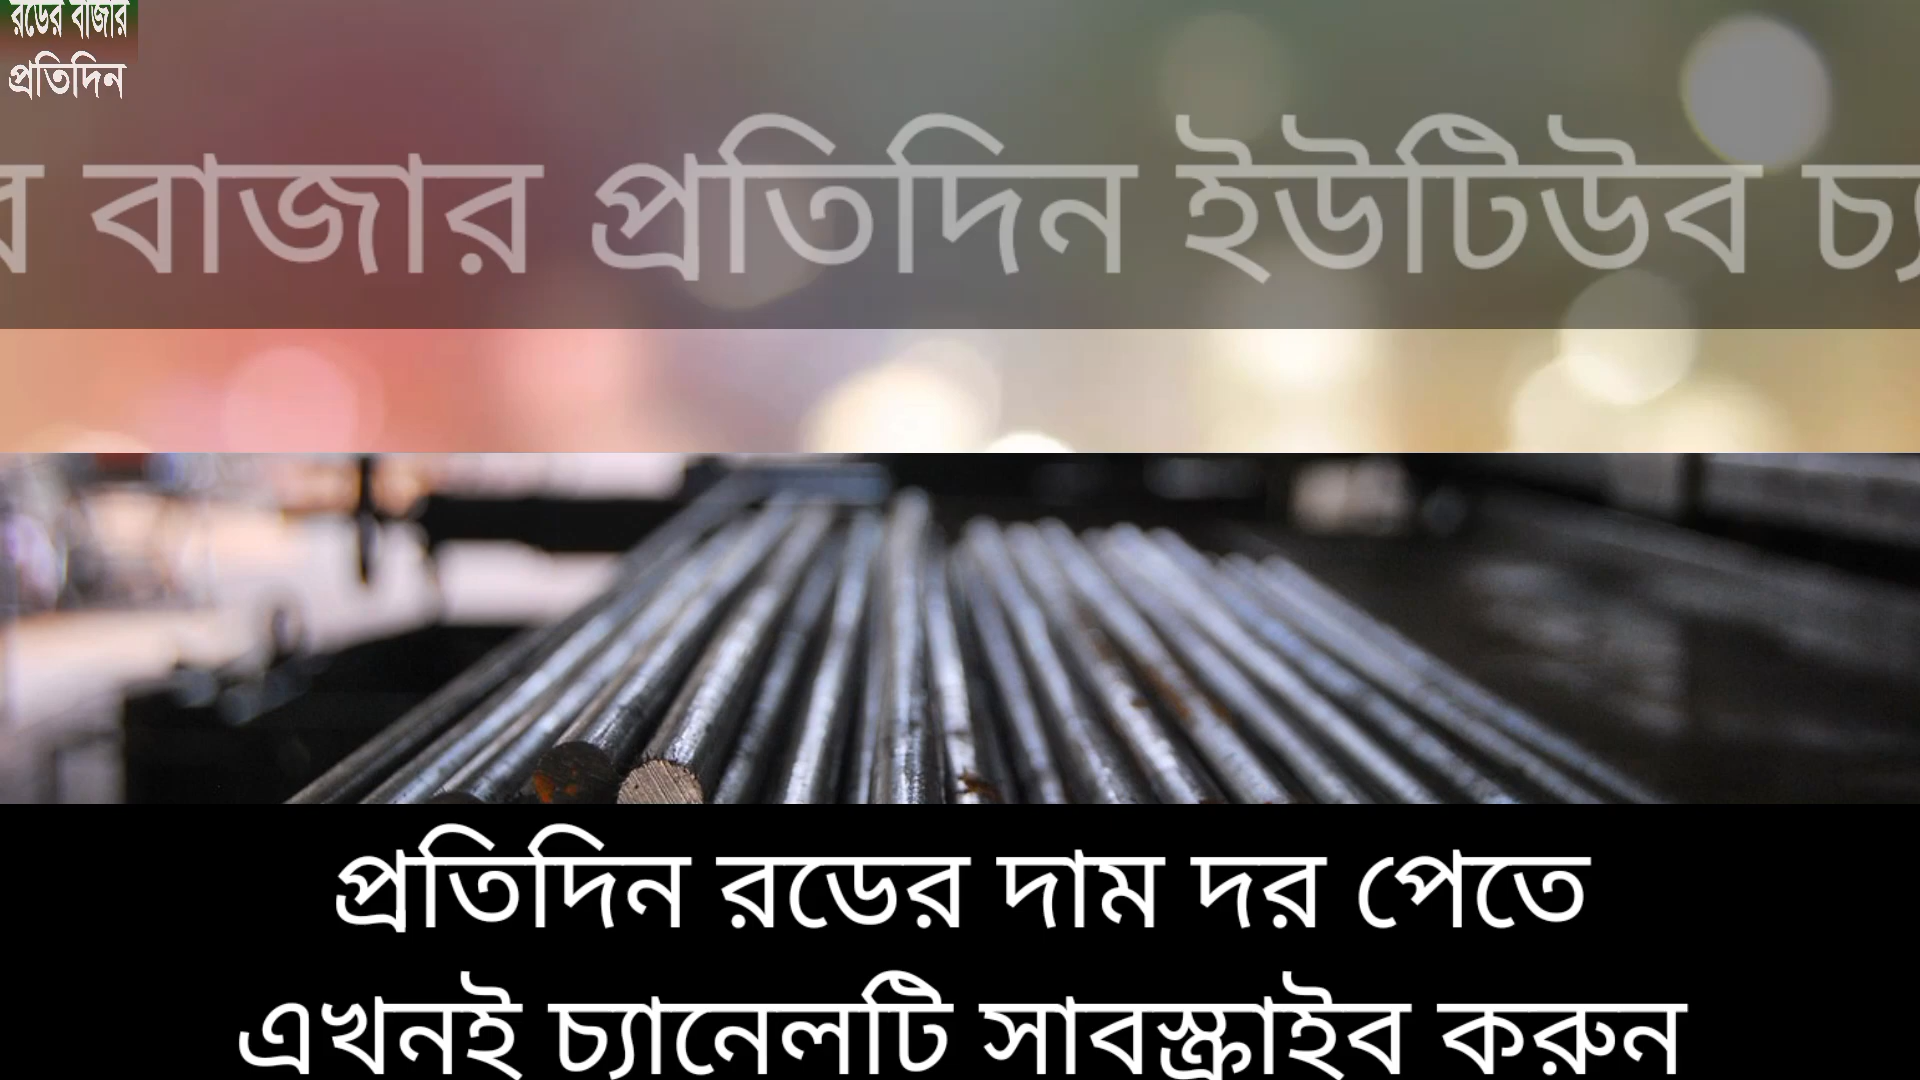 রডের বাজার
প্রতিদিন
র বাজার প্রতিদিন ইউটিউব চ্যা
প্রতিদিন রডের দাম দর পেতে
এখনই চ্যানেলটি সাবস্ক্রাইব করুন